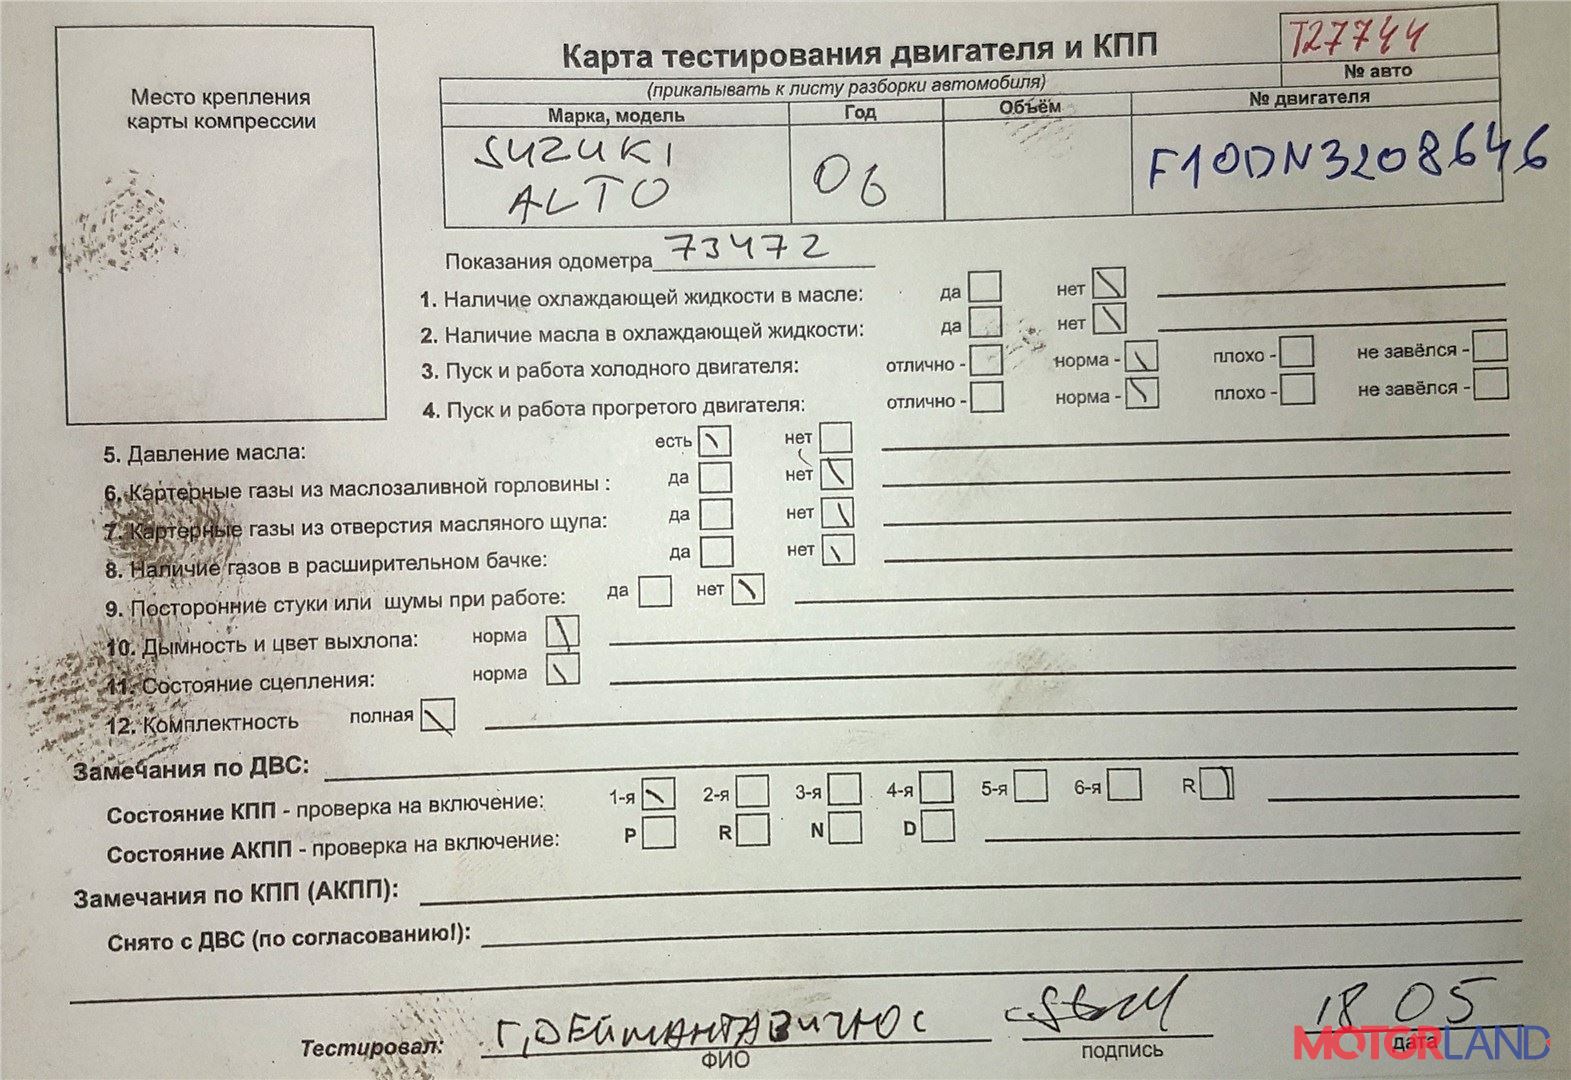 Место крепления
карты компрессии
Карта тестирования двигателя и КПП
T27744
№ авто
(прикалывать к листу разборки автомобиля)
Марка, модель Год Объём № двигателя
SUZUKI
ALTO
06
F10DN3208646
Показания одометра 73472
1. Наличие охлаждающей жидкости в масле: да нет
2. Наличие масла в охлаждающей жидкости: да нет
3. Пуск и работа холодного двигателя: отлично - норма - плохо - не завёлся -
4. Пуск и работа прогретого двигателя: отлично - норма - плохо - не завёлся -
5. Давление масла: есть нет
6. Картерные газы из маслозаливной горловины : да нет
7. Картерные газы из отверстия масляного щупа: да нет
8. Наличие газов в расширительном бачке: да нет
9. Посторонние стуки или шумы при работе: да нет
10. Дымность и цвет выхлопа: норма
11. Состояние сцепления: норма
12. Комплектность полная
Замечания по ДВС:
Состояние КПП - проверка на включение: 1-я 2-я 3-я 4-я 5-я 6-я R
Состояние АКПП - проверка на включение: P R N D
Замечания по КПП (АКПП):
Снято с ДВС (по согласованию!):
Тестировал: Г, ДЕЙМАНТАВИЧЮС 18 05
ФИО подпись дата
MOTORLAND